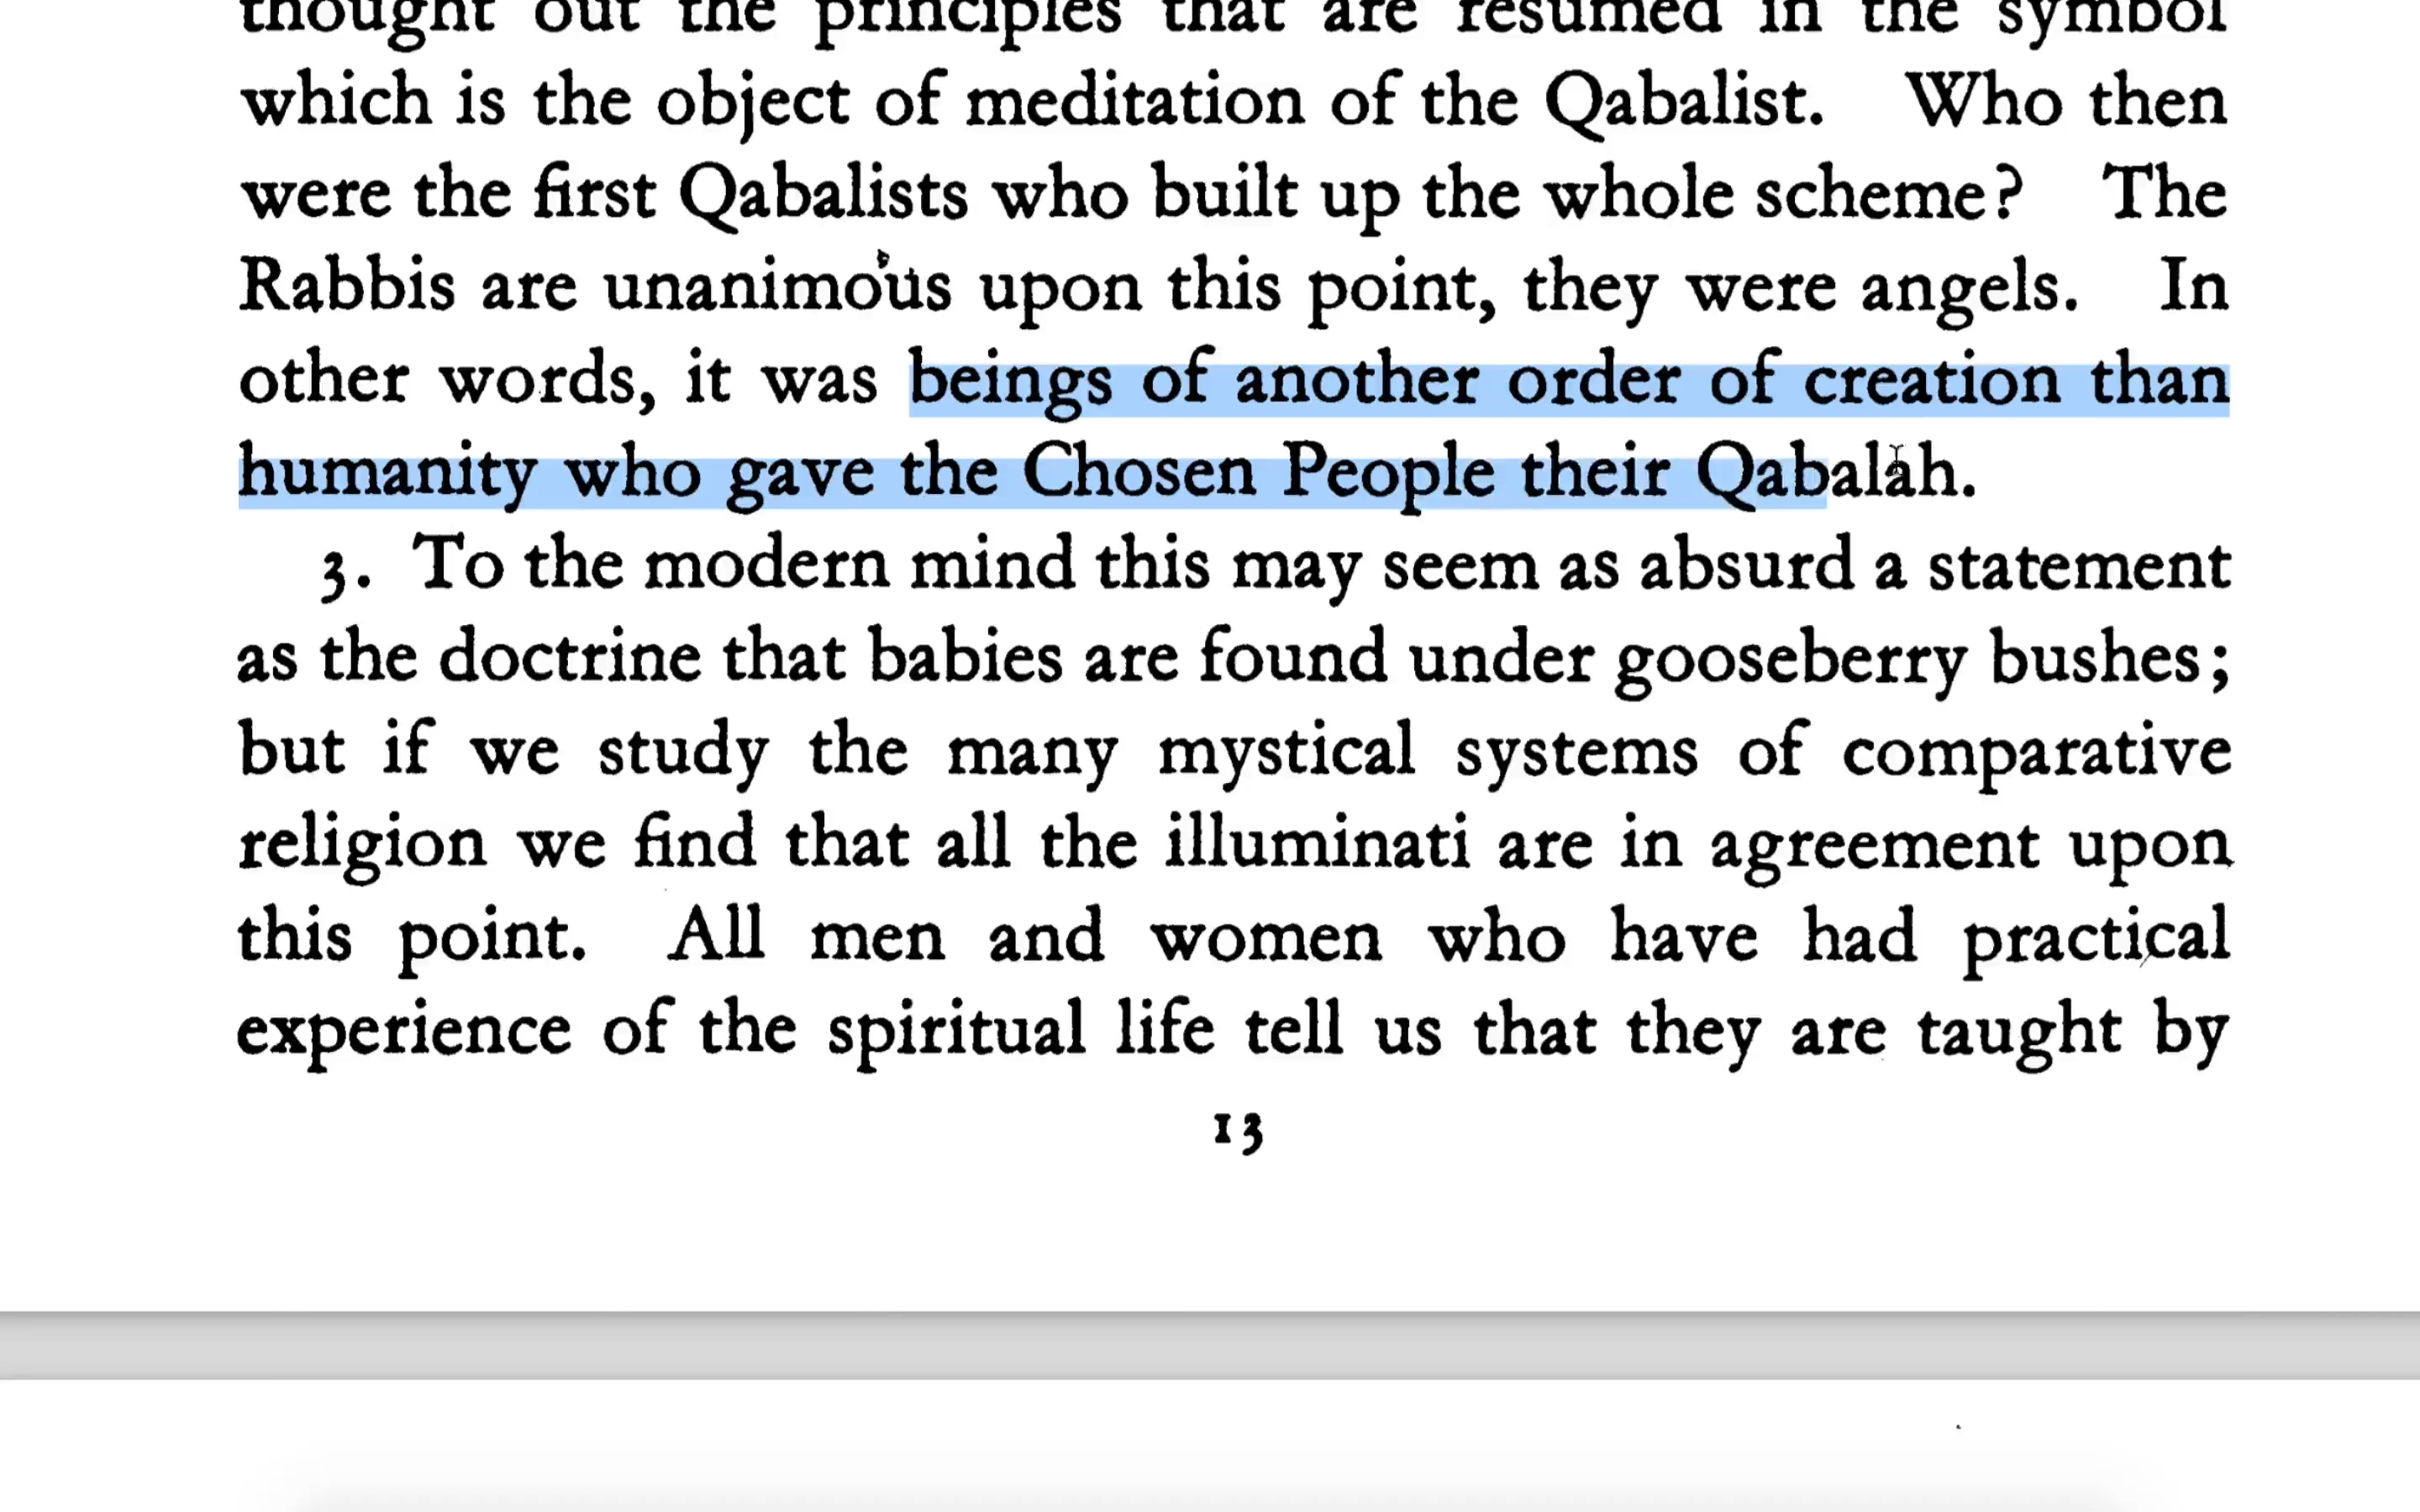 thought out the principles that are resumed in the symbol
which is the object of meditation of the Qabalist. Who then
were the first Qabalists who built up the whole scheme? The
Rabbis are unanimous upon this point, they were angels. In
other words, it was beings of another order of creation than
humanity who gave the Chosen People their Qabalah.
3. To the modern mind this may seem as absurd a statement
as the doctrine that babies are found under gooseberry bushes;
but if we study the many mystical systems of comparative
religion we find that all the illuminati are in agreement upon
this point. All men and women who have had practical
experience of the spiritual life tell us that they are taught by
13